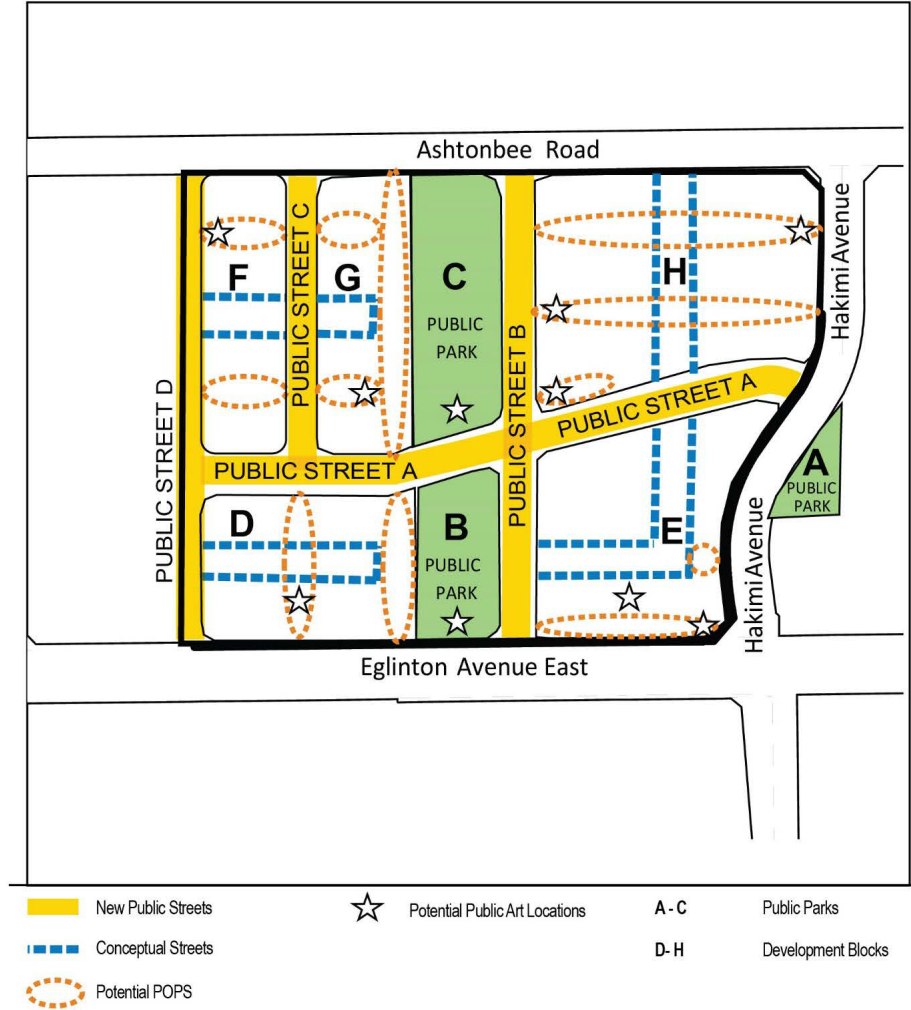 Ashtonbee Road
Hakimi Avenue
F
PUBLIC STREET C
G
C
PUBLIC
PARK
H
PUBLIC STREET B
PUBLIC STREET D
PUBLIC STREET A
PUBLIC STREET A
A
PUBLIC
PARK
D
B
PUBLIC
PARK
E
Hakimi Avenue
Eglinton Avenue East
New Public Streets
Potential Public Art Locations
A - C
Public Parks
Conceptual Streets
D- H
Development Blocks
Potential POPS